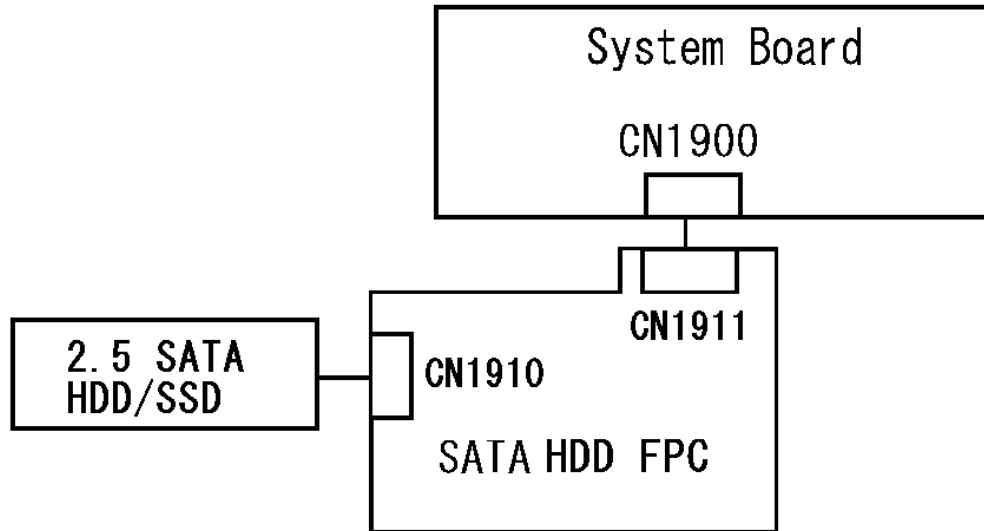 System Board
CN1900
CN1911
2.5 SATA
HDD/SSD
CN1910
SATA HDD FPC